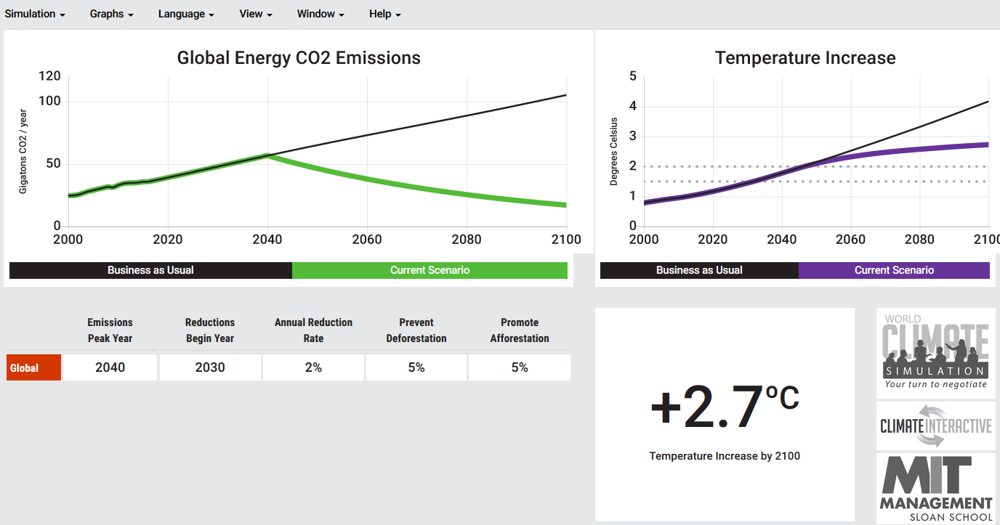 Simulation Graphs Language View Window Help
Global Energy CO2 Emissions
Gigatons CO2 / year
120
100
50
0
2000 2020 2040 2060 2080 2100
Business as Usual Current Scenario
Temperature Increase
Degrees Celsius
5
4
3
2
1
0
2000 2020 2040 2060 2080 2100
Business as Usual Current Scenario
Emissions Peak Year
Reductions Begin Year
Annual Reduction Rate
Prevent Deforestation
Promote Afforestation
Global 2040 2030 2% 5% 5%
+2.7ºC
Temperature Increase by 2100
WORLD
CLIMATE
SIMULATION
Your turn to negotiate
CLIMATE INTERACTIVE
MIT
MANAGEMENT
SLOAN SCHOOL